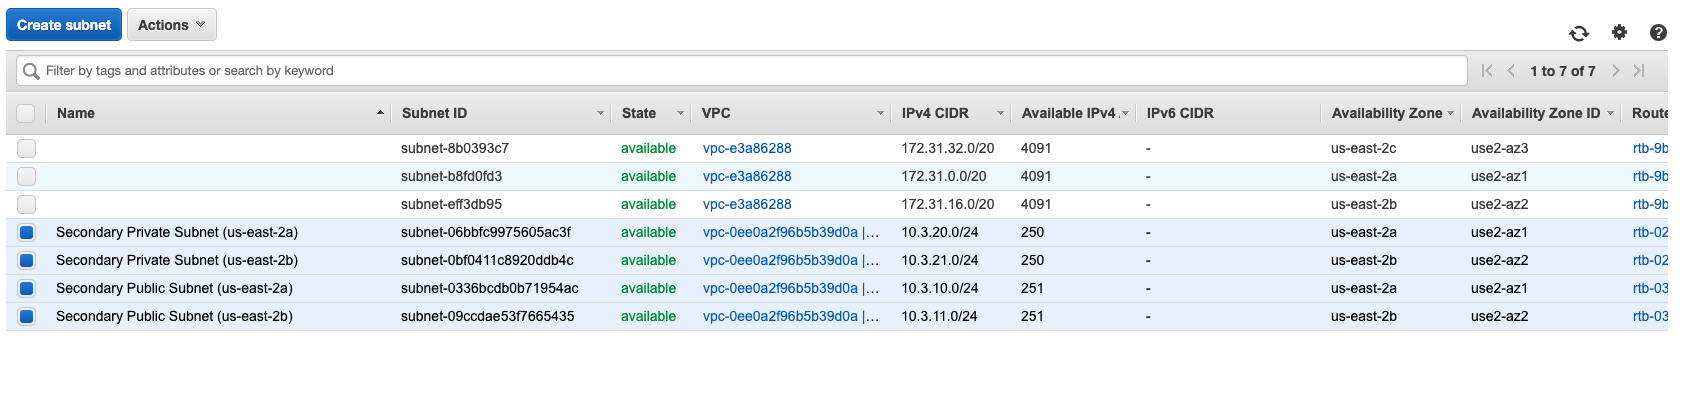 Create subnet Actions
Filter by tags and attributes or search by keyword 1 to 7 of 7
Name Subnet ID State VPC IPv4 CIDR Available IPv4 . IPv6 CIDR Availability Zone Availability Zone ID Route
subnet-8b0393c7 available vpc-e3a86288 172.31.32.0/20 4091 - us-east-2c use2-az3 rtb-9b
subnet-b8fd0fd3 available vpc-e3a86288 172.31.0.0/20 4091 - us-east-2a use2-az1 rtb-9b
subnet-eff3db95 available vpc-e3a86288 172.31.16.0/20 4091 - us-east-2b use2-az2 rtb-9b
Secondary Private Subnet (us-east-2a) subnet-06bbfc9975605ac3f available vpc-0ee0a2f96b5b39d0a |... 10.3.20.0/24 250 - us-east-2a use2-az1 rtb-02
Secondary Private Subnet (us-east-2b) subnet-0bf0411c8920ddb4c available vpc-0ee0a2f96b5b39d0a |... 10.3.21.0/24 250 - us-east-2b use2-az2 rtb-02
Secondary Public Subnet (us-east-2a) subnet-0336bcdb0b71954ac available vpc-0ee0a2f96b5b39d0a |... 10.3.10.0/24 251 - us-east-2a use2-az1 rtb-03
Secondary Public Subnet (us-east-2b) subnet-09ccdae53f7665435 available vpc-0ee0a2f96b5b39d0a |... 10.3.11.0/24 251 - us-east-2b use2-az2 rtb-03